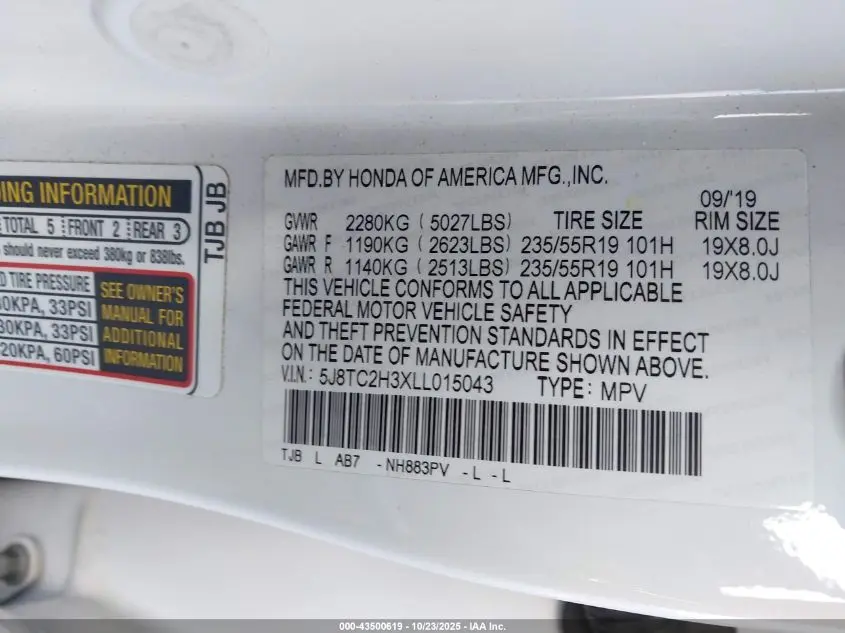 DING INFORMATION
TOTAL 5 FRONT 2 REAR 3
should never exceed 380kg or 838lbs.
TIRE PRESSURE
KPA, 33PSI
30KPA, 33PSI
20KPA, 60PSI
SEE OWNER'S
MANUAL FOR
ADDITIONAL
INFORMATION
TJB JB
MFD.BY HONDA OF AMERICA MFG.,INC.
09/'19
GVWR 2280KG (5027LBS) TIRE SIZE RIM SIZE
GAWR F 1190KG (2623LBS) 235/55R19 101H 19X8.0J
GAWR R 1140KG (2513LBS) 235/55R19 101H 19X8.0J
THIS VEHICLE CONFORMS TO ALL APPLICABLE
FEDERAL MOTOR VEHICLE SAFETY
AND THEFT PREVENTION STANDARDS IN EFFECT
ON THE DATE OF MANUFACTURE SHOWN ABOVE.
V.I.N.: 5J8TC2H3XLL015043 TYPE: MPV
TJB L AB7 -NH883PV -L -L
000-43500619 - 10/23/2025 - IAA Inc.